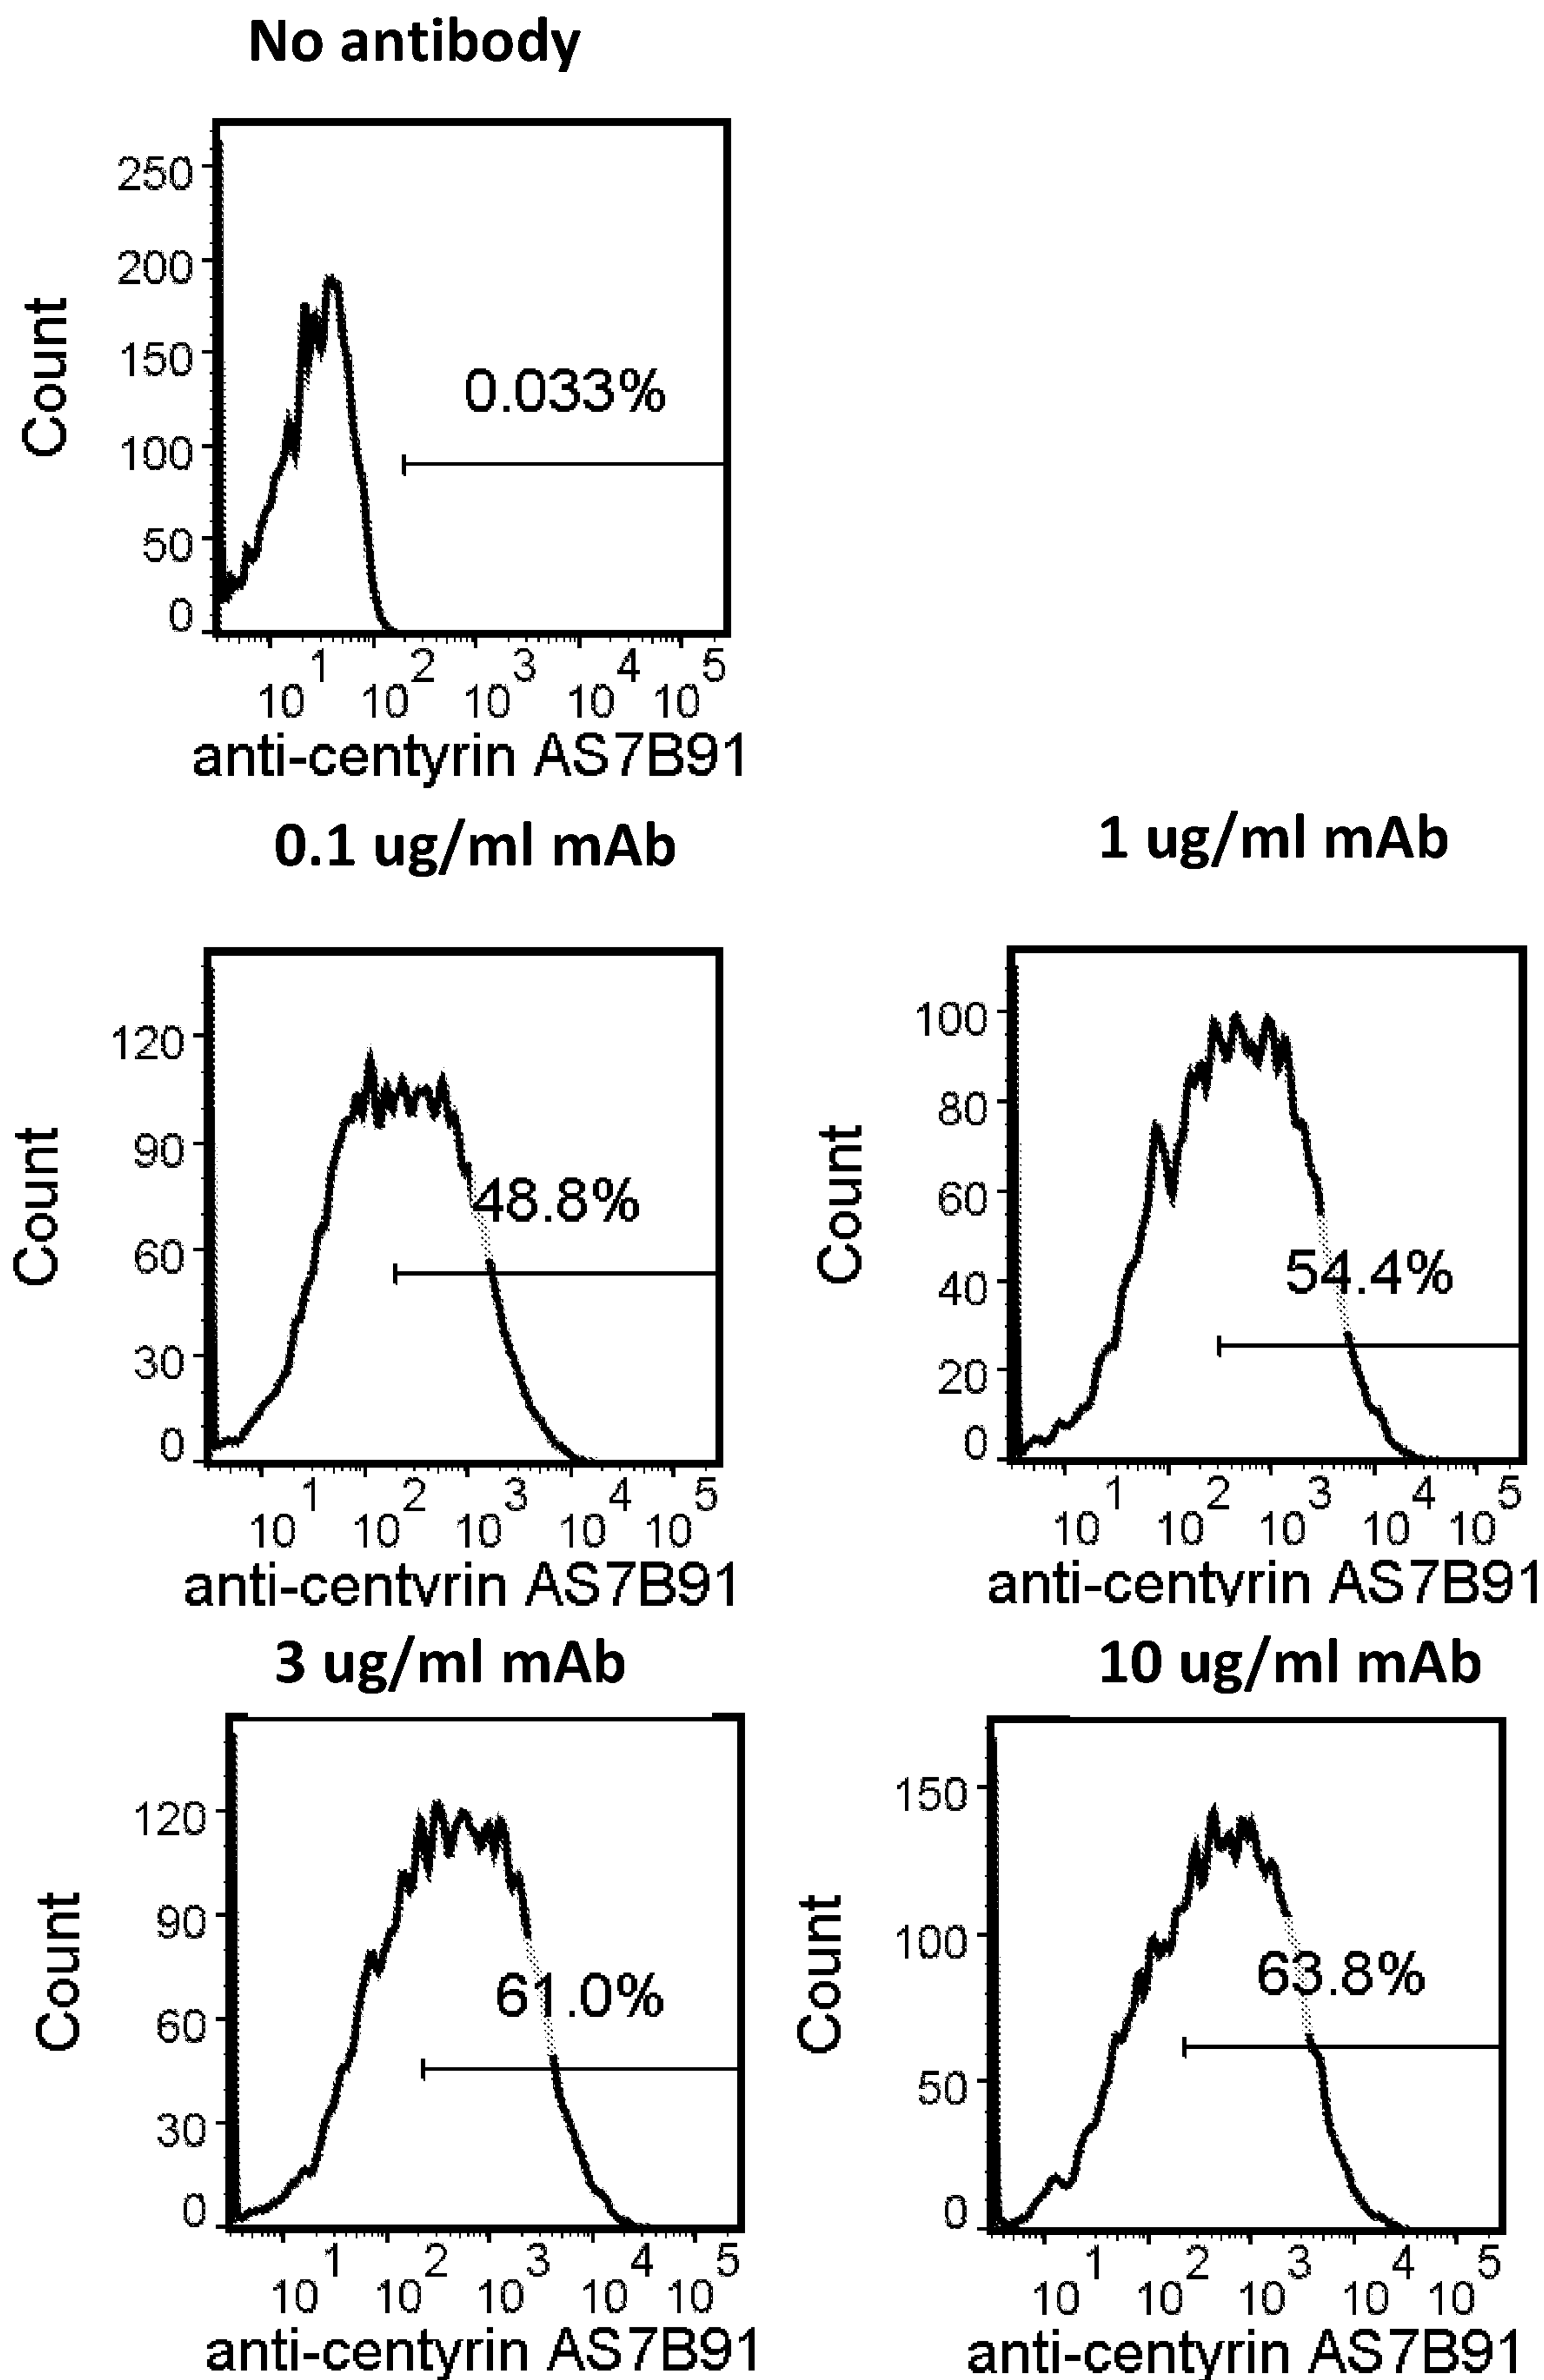 No antibody
250
200
150
100
50
0
Count
0.033%
10^1 10^2 10^3 10^4 10^5
anti-centyrin AS7B91
0.1 ug/ml mAb
120
90
60
30
0
Count
48.8%
10^1 10^2 10^3 10^4 10^5
anti-centyrin AS7B91
1 ug/ml mAb
100
80
60
40
20
0
Count
54.4%
10^1 10^2 10^3 10^4 10^5
anti-centyrin AS7B91
3 ug/ml mAb
120
90
60
30
0
Count
61.0%
10^1 10^2 10^3 10^4 10^5
anti-centyrin AS7B91
10 ug/ml mAb
150
100
50
0
Count
63.8%
10^1 10^2 10^3 10^4 10^5
anti-centyrin AS7B91